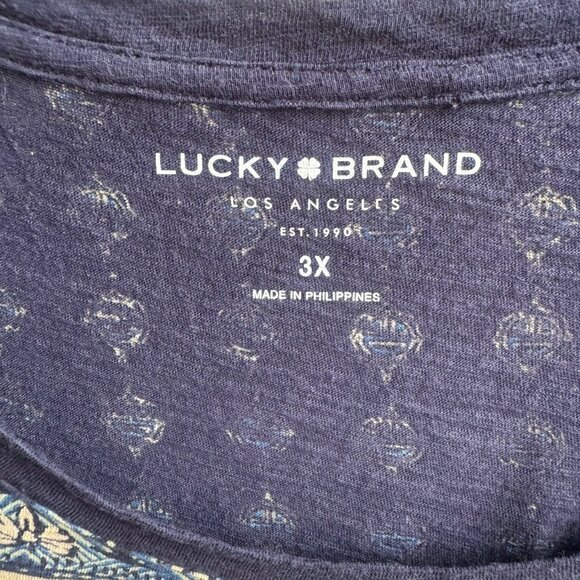 LUCKY BRAND
LOS ANGELES
EST. 1990
3X
MADE IN PHILIPPINES